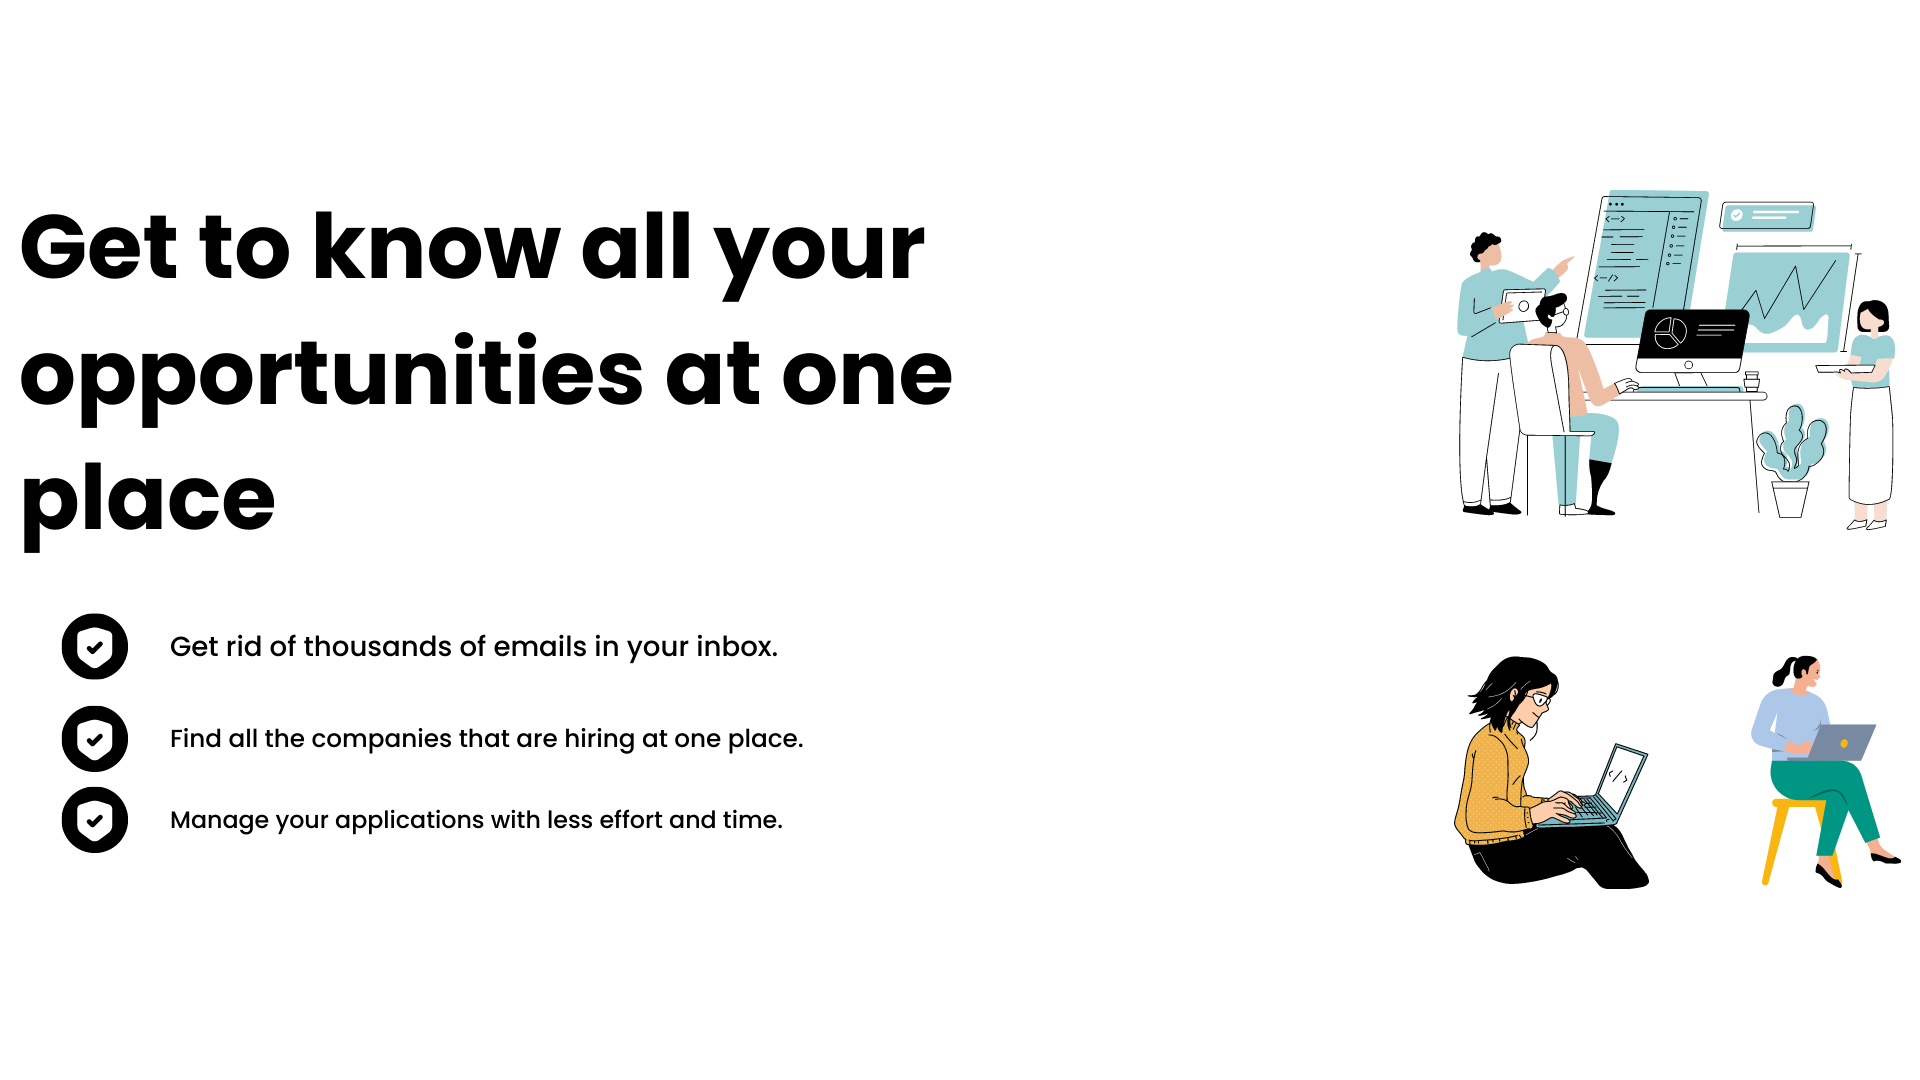 Get to know all your
opportunities at one
place
Get rid of thousands of emails in your inbox.
Find all the companies that are hiring at one place.
Manage your applications with less effort and time.